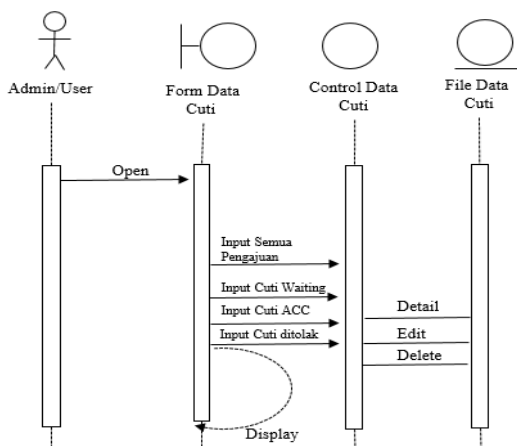 Admin/User
Form Data
Cuti
Control Data
Cuti
File Data
Cuti
Open
Input Semua
Pengajuan
Input Cuti Waiting
Input Cuti ACC
Input Cuti ditolak
Detail
Edit
Delete
Display